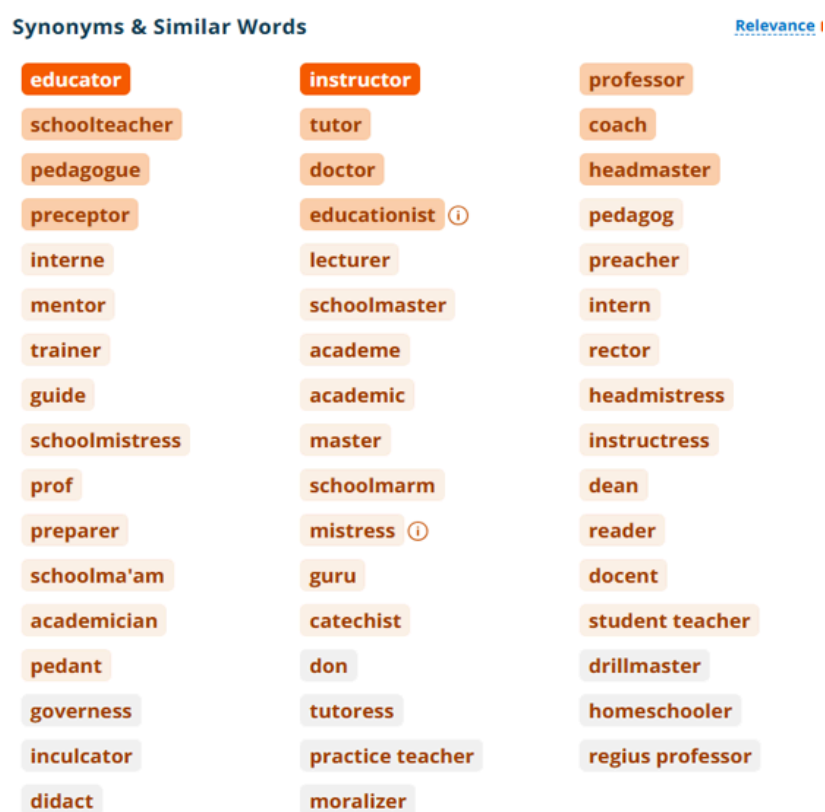 Synonyms & Similar Words Relevance
educator instructor professor
schoolteacher tutor coach
pedagogue doctor headmaster
preceptor educationist pedagog
interne lecturer preacher
mentor schoolmaster intern
trainer academe rector
guide academic headmistress
schoolmistress master instructress
prof schoolmarm dean
preparer mistress reader
schoolma'am guru docent
academician catechist student teacher
pedant don drillmaster
governess tutoress homeschooler
inculcator practice teacher regius professor
didact moralizer